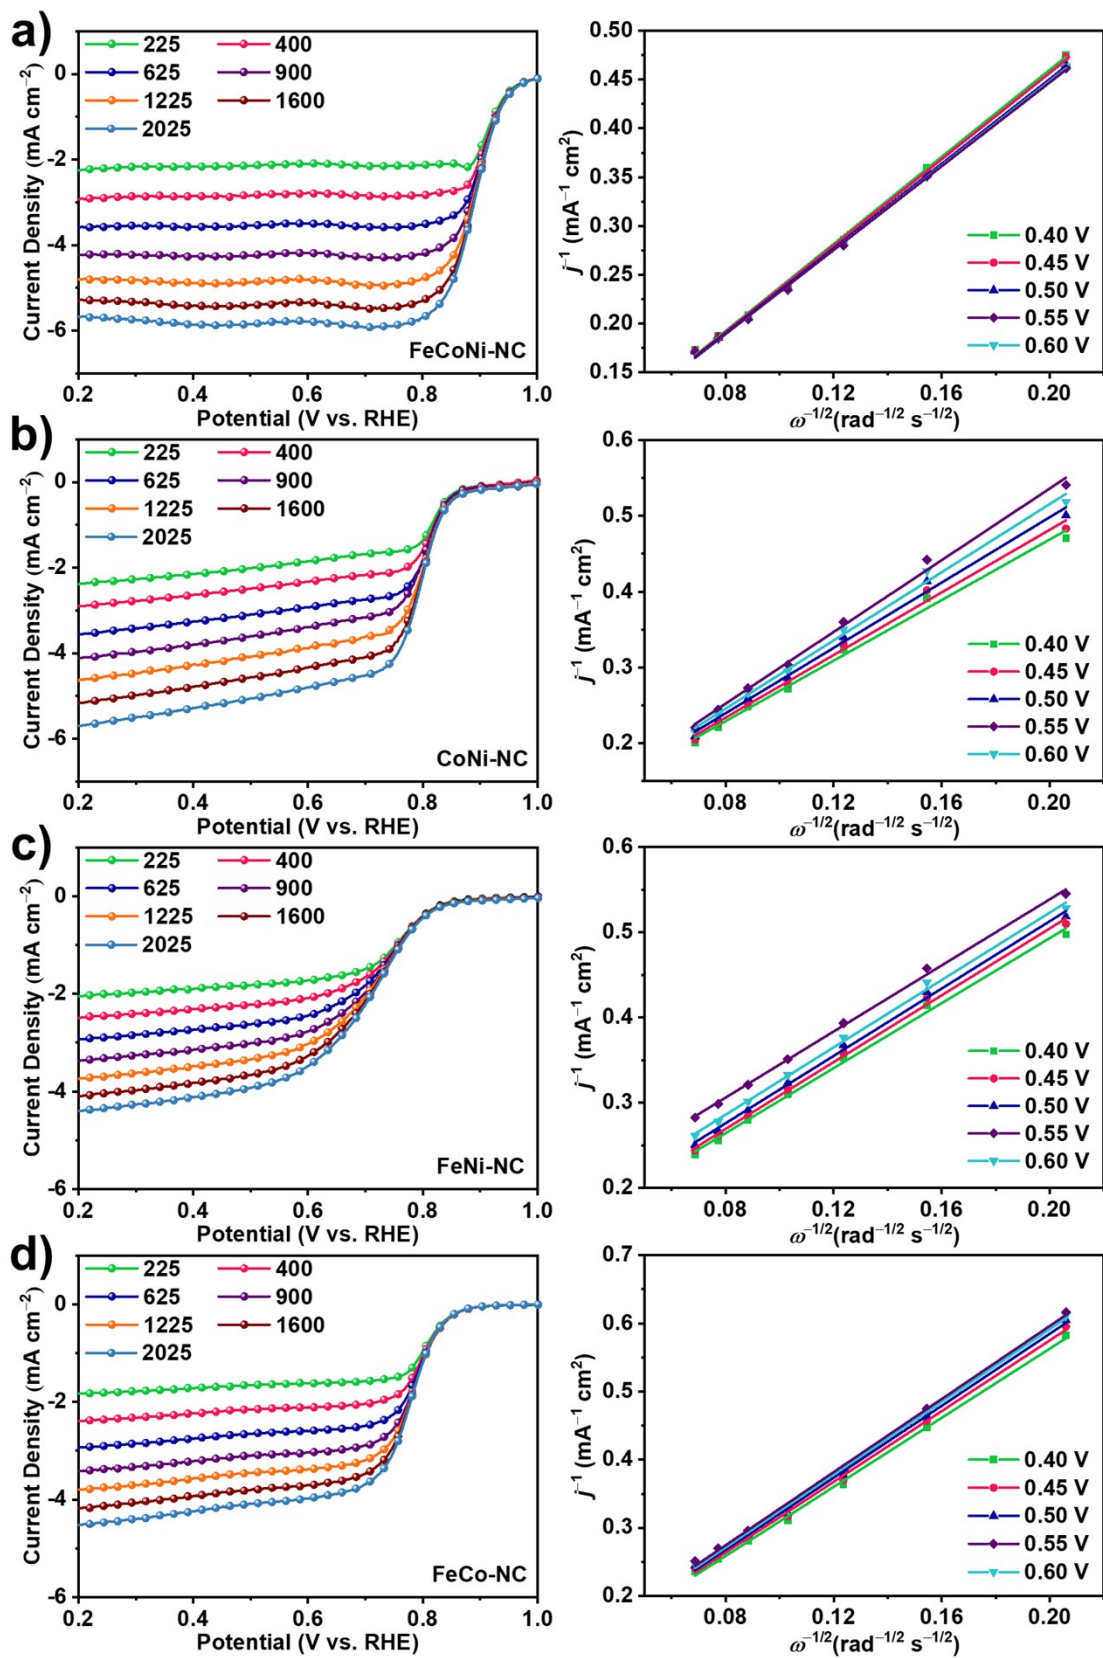 a)
225 400
625 900
1225 1600
2025
0
-2
-4
-6
Current Density (mA cm⁻²)
FeCoNi-NC
0.2 0.4 0.6 0.8 1.0
Potential (V vs. RHE)
0.50
0.45
0.40
0.35
0.30
0.25
0.20
0.15
j⁻¹ (mA⁻¹ cm²)
0.40 V
0.45 V
0.50 V
0.55 V
0.60 V
0.08 0.12 0.16 0.20
ω⁻¹/²(rad⁻¹/² s⁻¹/²)
b)
225 400
625 900
1225 1600
2025
0
-2
-4
-6
Current Density (mA cm⁻²)
CoNi-NC
0.2 0.4 0.6 0.8 1.0
Potential (V vs. RHE)
0.6
0.5
0.4
0.3
0.2
j⁻¹ (mA⁻¹ cm²)
0.40 V
0.45 V
0.50 V
0.55 V
0.60 V
0.08 0.12 0.16 0.20
ω⁻¹/²(rad⁻¹/² s⁻¹/²)
c)
225 400
625 900
1225 1600
2025
0
-2
-4
-6
Current Density (mA cm⁻²)
FeNi-NC
0.2 0.4 0.6 0.8 1.0
Potential (V vs. RHE)
0.6
0.5
0.4
0.3
0.2
j⁻¹ (mA⁻¹ cm²)
0.40 V
0.45 V
0.50 V
0.55 V
0.60 V
0.08 0.12 0.16 0.20
ω⁻¹/²(rad⁻¹/² s⁻¹/²)
d)
225 400
625 900
1225 1600
2025
0
-2
-4
-6
Current Density (mA cm⁻²)
FeCo-NC
0.2 0.4 0.6 0.8 1.0
Potential (V vs. RHE)
0.7
0.6
0.5
0.4
0.3
0.2
j⁻¹ (mA⁻¹ cm²)
0.40 V
0.45 V
0.50 V
0.55 V
0.60 V
0.08 0.12 0.16 0.20
ω⁻¹/²(rad⁻¹/² s⁻¹/²)